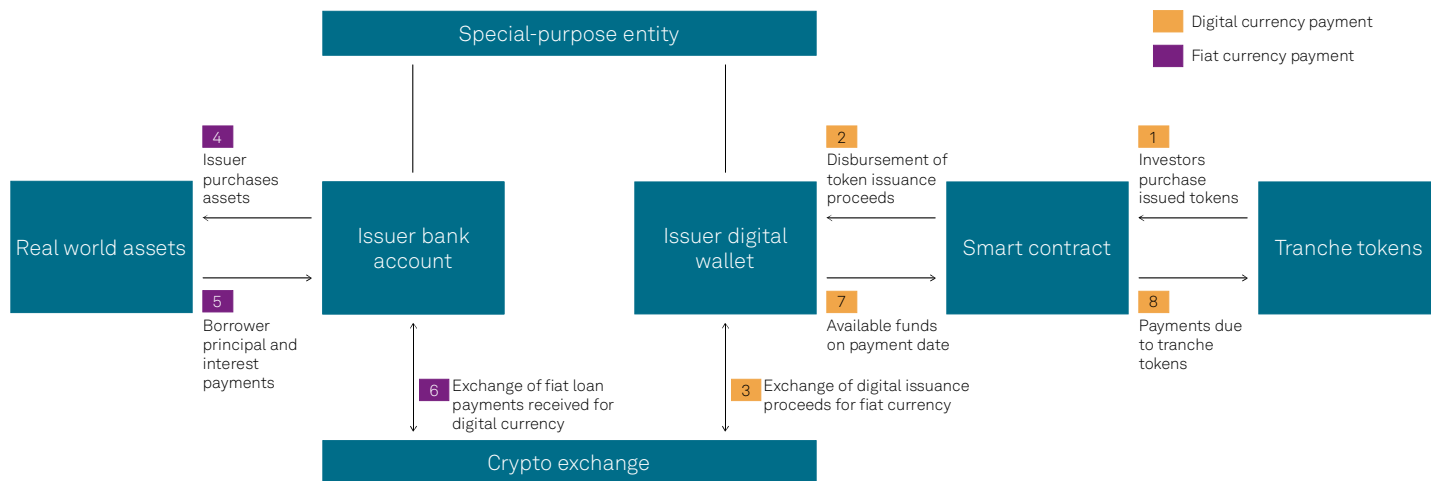 Special-purpose entity
Digital currency payment
Fiat currency payment
4
Issuer
purchases
assets
2
Disbursement of
token issuance
proceeds
1
Investors
purchase
issued tokens
Real world assets
Issuer bank
account
Issuer digital
wallet
Smart contract
Tranche tokens
5
Borrower
principal and
interest
payments
7
Available funds
on payment date
8
Payments due
to tranche
tokens
6
Exchange of fiat loan
payments received for
digital currency
3
Exchange of digital issuance
proceeds for fiat currency
Crypto exchange